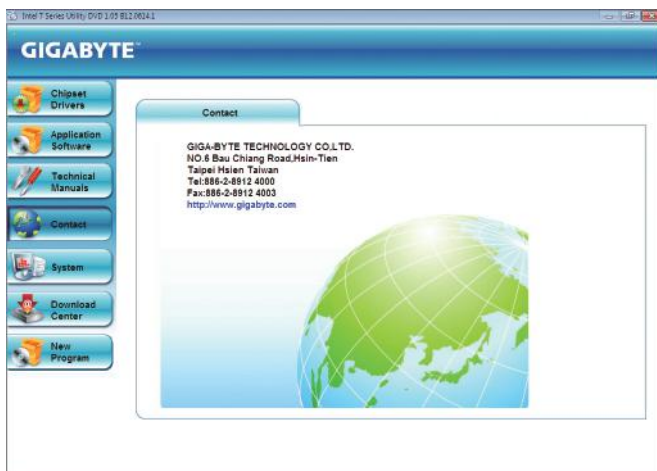 Intel 7 Series Utility DVD 1.03 B12.0614.1
GIGABYTE™
Chipset
Drivers
Application
Software
Technical
Manuals
Contact
System
Download
Center
New
Program
Contact
GIGA-BYTE TECHNOLOGY CO,LTD.
NO.6 Bau Chiang Road,Hsin-Tien
Taipei Hsien Taiwan
Tel:886-2-8912 4000
Fax:886-2-8912 4003
http://www.gigabyte.com